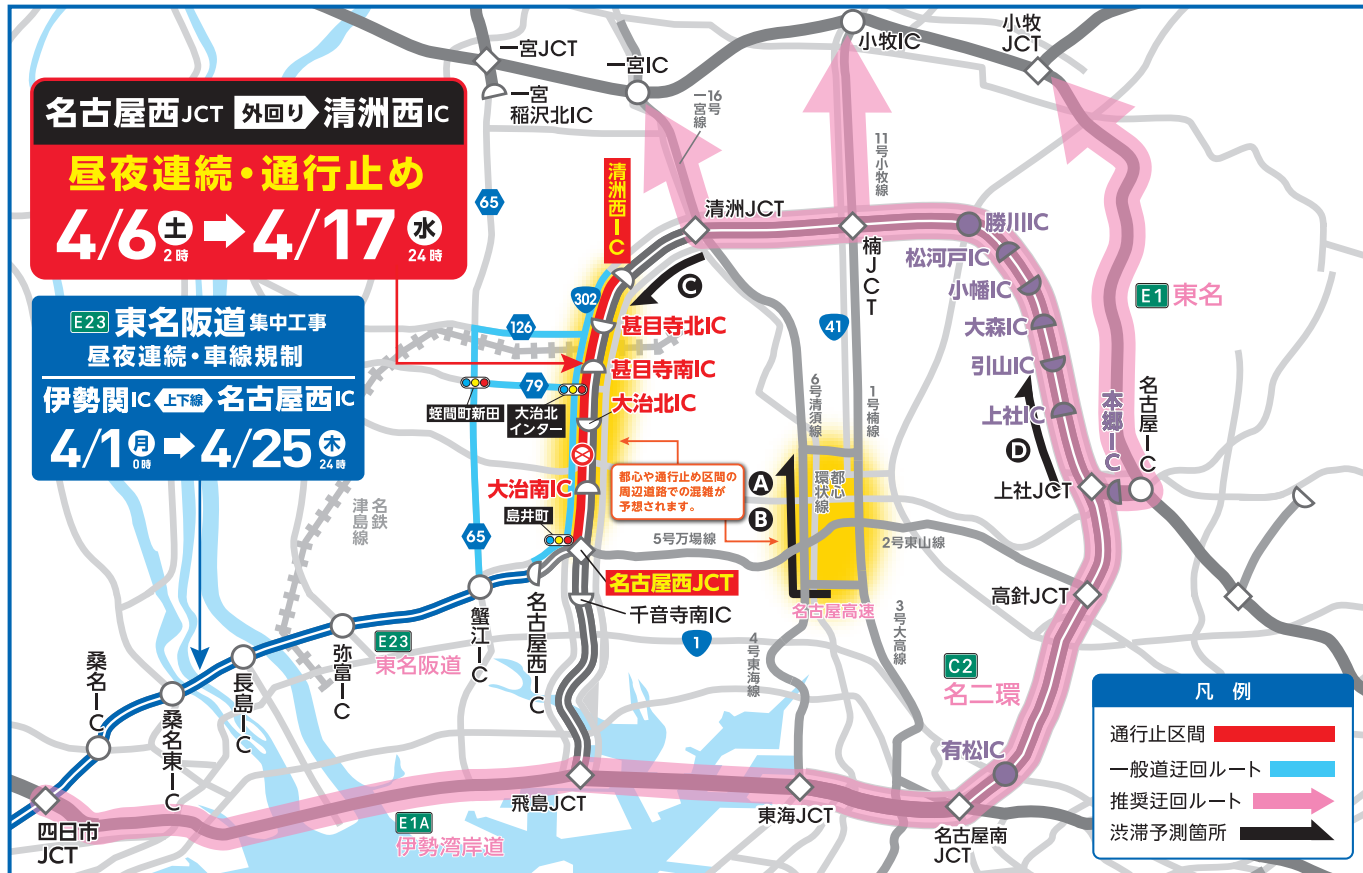 一宮JCT
一宮
稲沢北IC
一宮IC
16号
一宮線
小牧IC
11号小牧線
小牧
JCT
名古屋西JCT 外回り 清洲西IC
昼夜連続・通行止め
4/6 土 2時 4/17 水 24時
E23 東名阪道 集中工事
昼夜連続・車線規制
伊勢関IC 上下線 名古屋西IC
4/1 月 0時 4/25 木 24時
65
清洲西IC
清洲JCT
楠JCT
勝川IC
松河戸IC
小幡IC
大森IC
引山IC
上社IC
本郷IC
名古屋IC
上社JCT
E1 東名
C
302
126
甚目寺北IC
甚目寺南IC
79
蛭間町新田
大治北
インター
大治北IC
大治南IC
島井町
41
6号清須線
1号楠線
都心
環状線
都心や通行止め区間の
周辺道路での混雑が
予想されます。
A
B
D
5号万場線
2号東山線
名古屋高速
3号大高線
4号東海線
名鉄
津島線
65
名古屋西JCT
千音寺南IC
1
高針JCT
C2
名二環
有松IC
名古屋西IC
蟹江IC
弥富IC
長島IC
桑名東IC
桑名IC
E23
東名阪道
四日市
JCT
E1A
伊勢湾岸道
飛島JCT
東海JCT
名古屋南
JCT
凡例
通行止区間
一般道迂回ルート
推奨迂回ルート
渋滞予測箇所